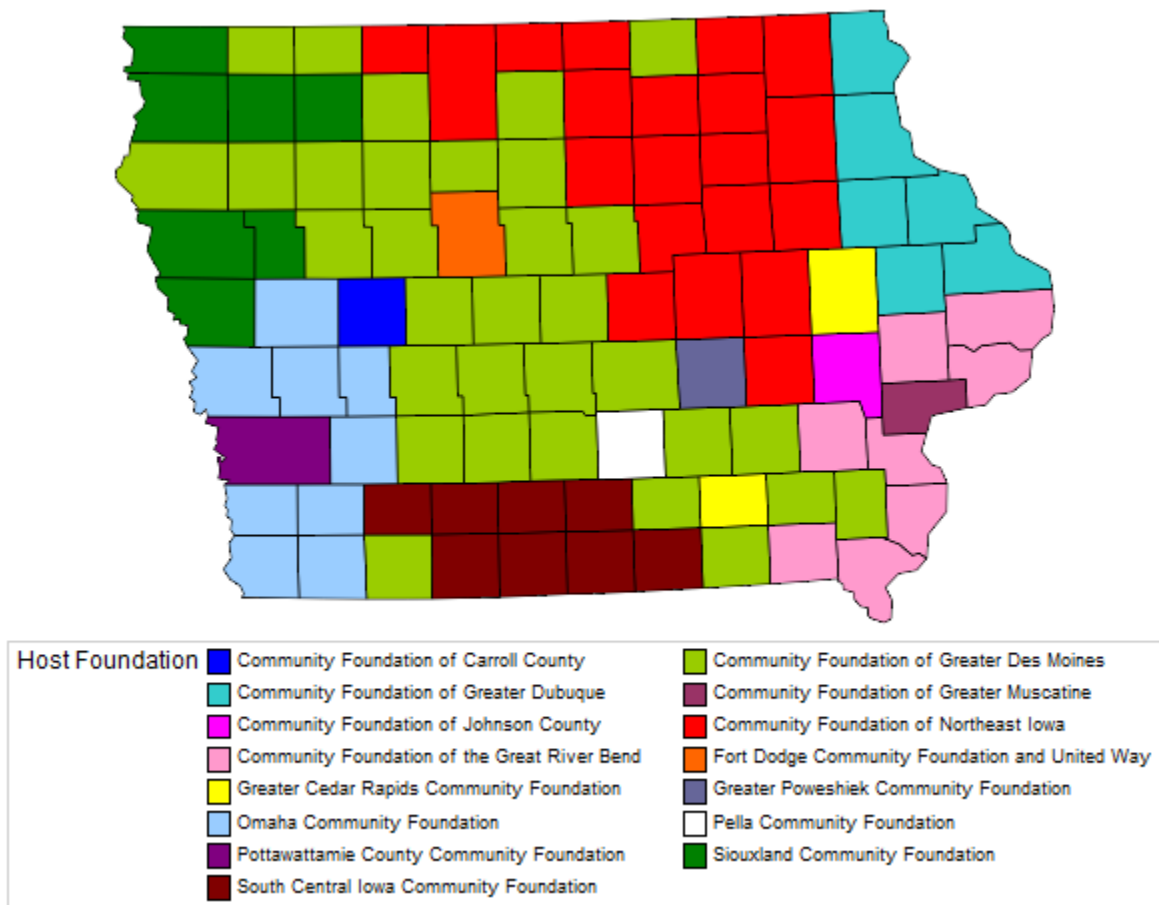 Host Foundation
Community Foundation of Carroll County
Community Foundation of Greater Des Moines
Community Foundation of Greater Dubuque
Community Foundation of Greater Muscatine
Community Foundation of Johnson County
Community Foundation of Northeast Iowa
Community Foundation of the Great River Bend
Fort Dodge Community Foundation and United Way
Greater Cedar Rapids Community Foundation
Greater Poweshiek Community Foundation
Omaha Community Foundation
Pella Community Foundation
Pottawattamie County Community Foundation
Siouxland Community Foundation
South Central Iowa Community Foundation